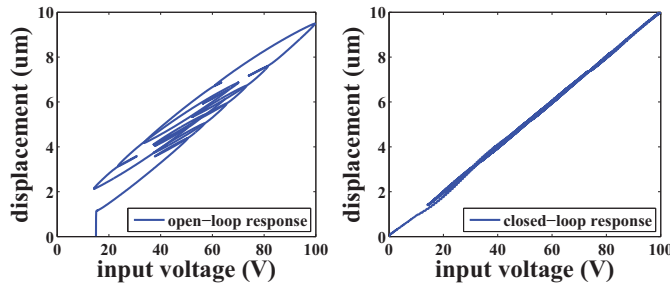 10
8
6
4
2
0
0 20 40 60 80 100
displacement (um)
input voltage (V)
open-loop response
10
8
6
4
2
0
0 20 40 60 80 100
displacement (um)
input voltage (V)
closed-loop response